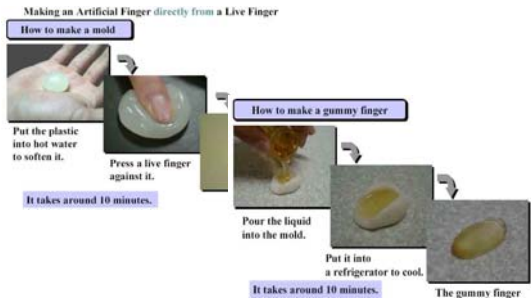 Making an Artificial Finger directly from a Live Finger
How to make a mold
Put the plastic
into hot water
to soften it.
Press a live finger
against it.
It takes around 10 minutes.
How to make a gummy finger
Pour the liquid
into the mold.
Put it into
a refrigerator to cool.
It takes around 10 minutes.
The gummy finger